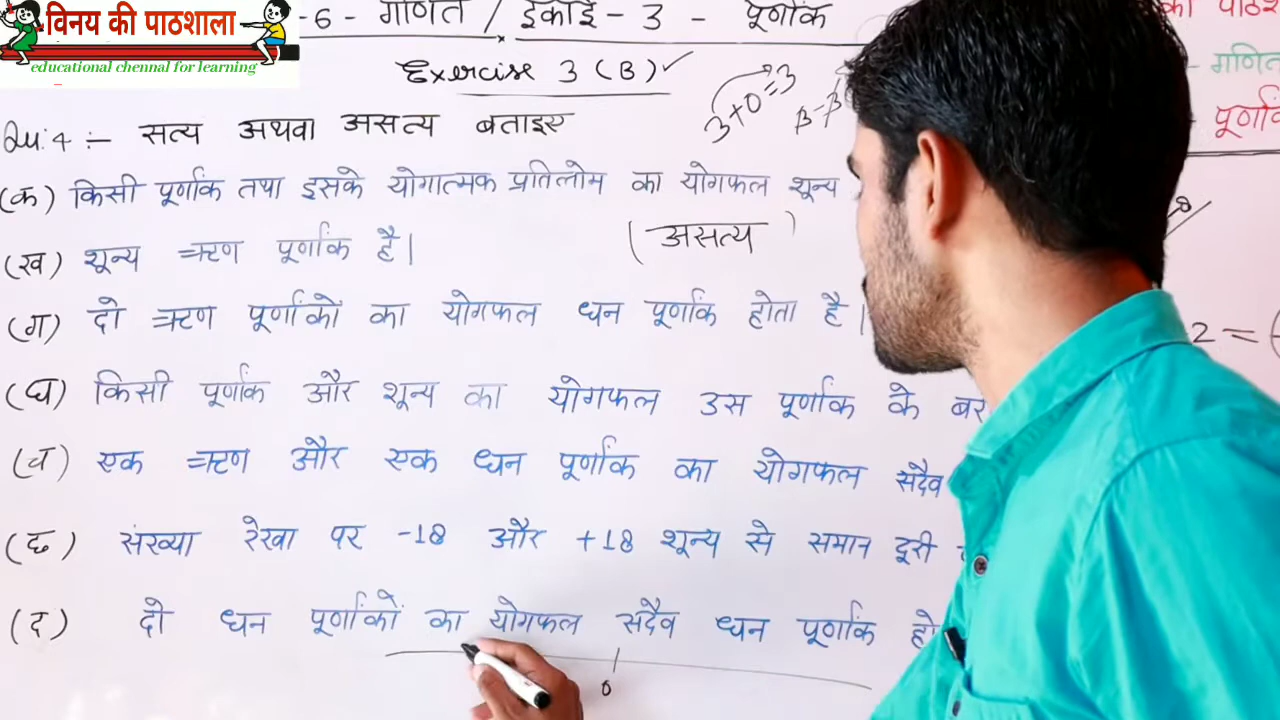 विनय की पाठशाला
educational chennal for learning
-6 - गणित / इकाई - 3 - पूर्णांक
Exercise 3 (B) ✓
3+0=3
Qu.4 :- सत्य अथवा असत्य बताइए
(क) किसी पूर्णांक तथा इसके योगात्मक प्रतिलोम का योगफल शून्य
(असत्य)
(ख) शून्य ऋण पूर्णांक है।
(ग) दो ऋण पूर्णांकों का योगफल धन पूर्णांक होता है।
(घ) किसी पूर्णांक और शून्य का योगफल उस पूर्णांक के बर
(च) एक ऋण और एक धन पूर्णांक का योगफल सदैव
(छ) संख्या रेखा पर -18 और +18 शून्य से समान दूरी
(द) दो धन पूर्णांकों का योगफल सदैव धन पूर्णांक हो
0
गणित
पूर्णांक
-2 = (